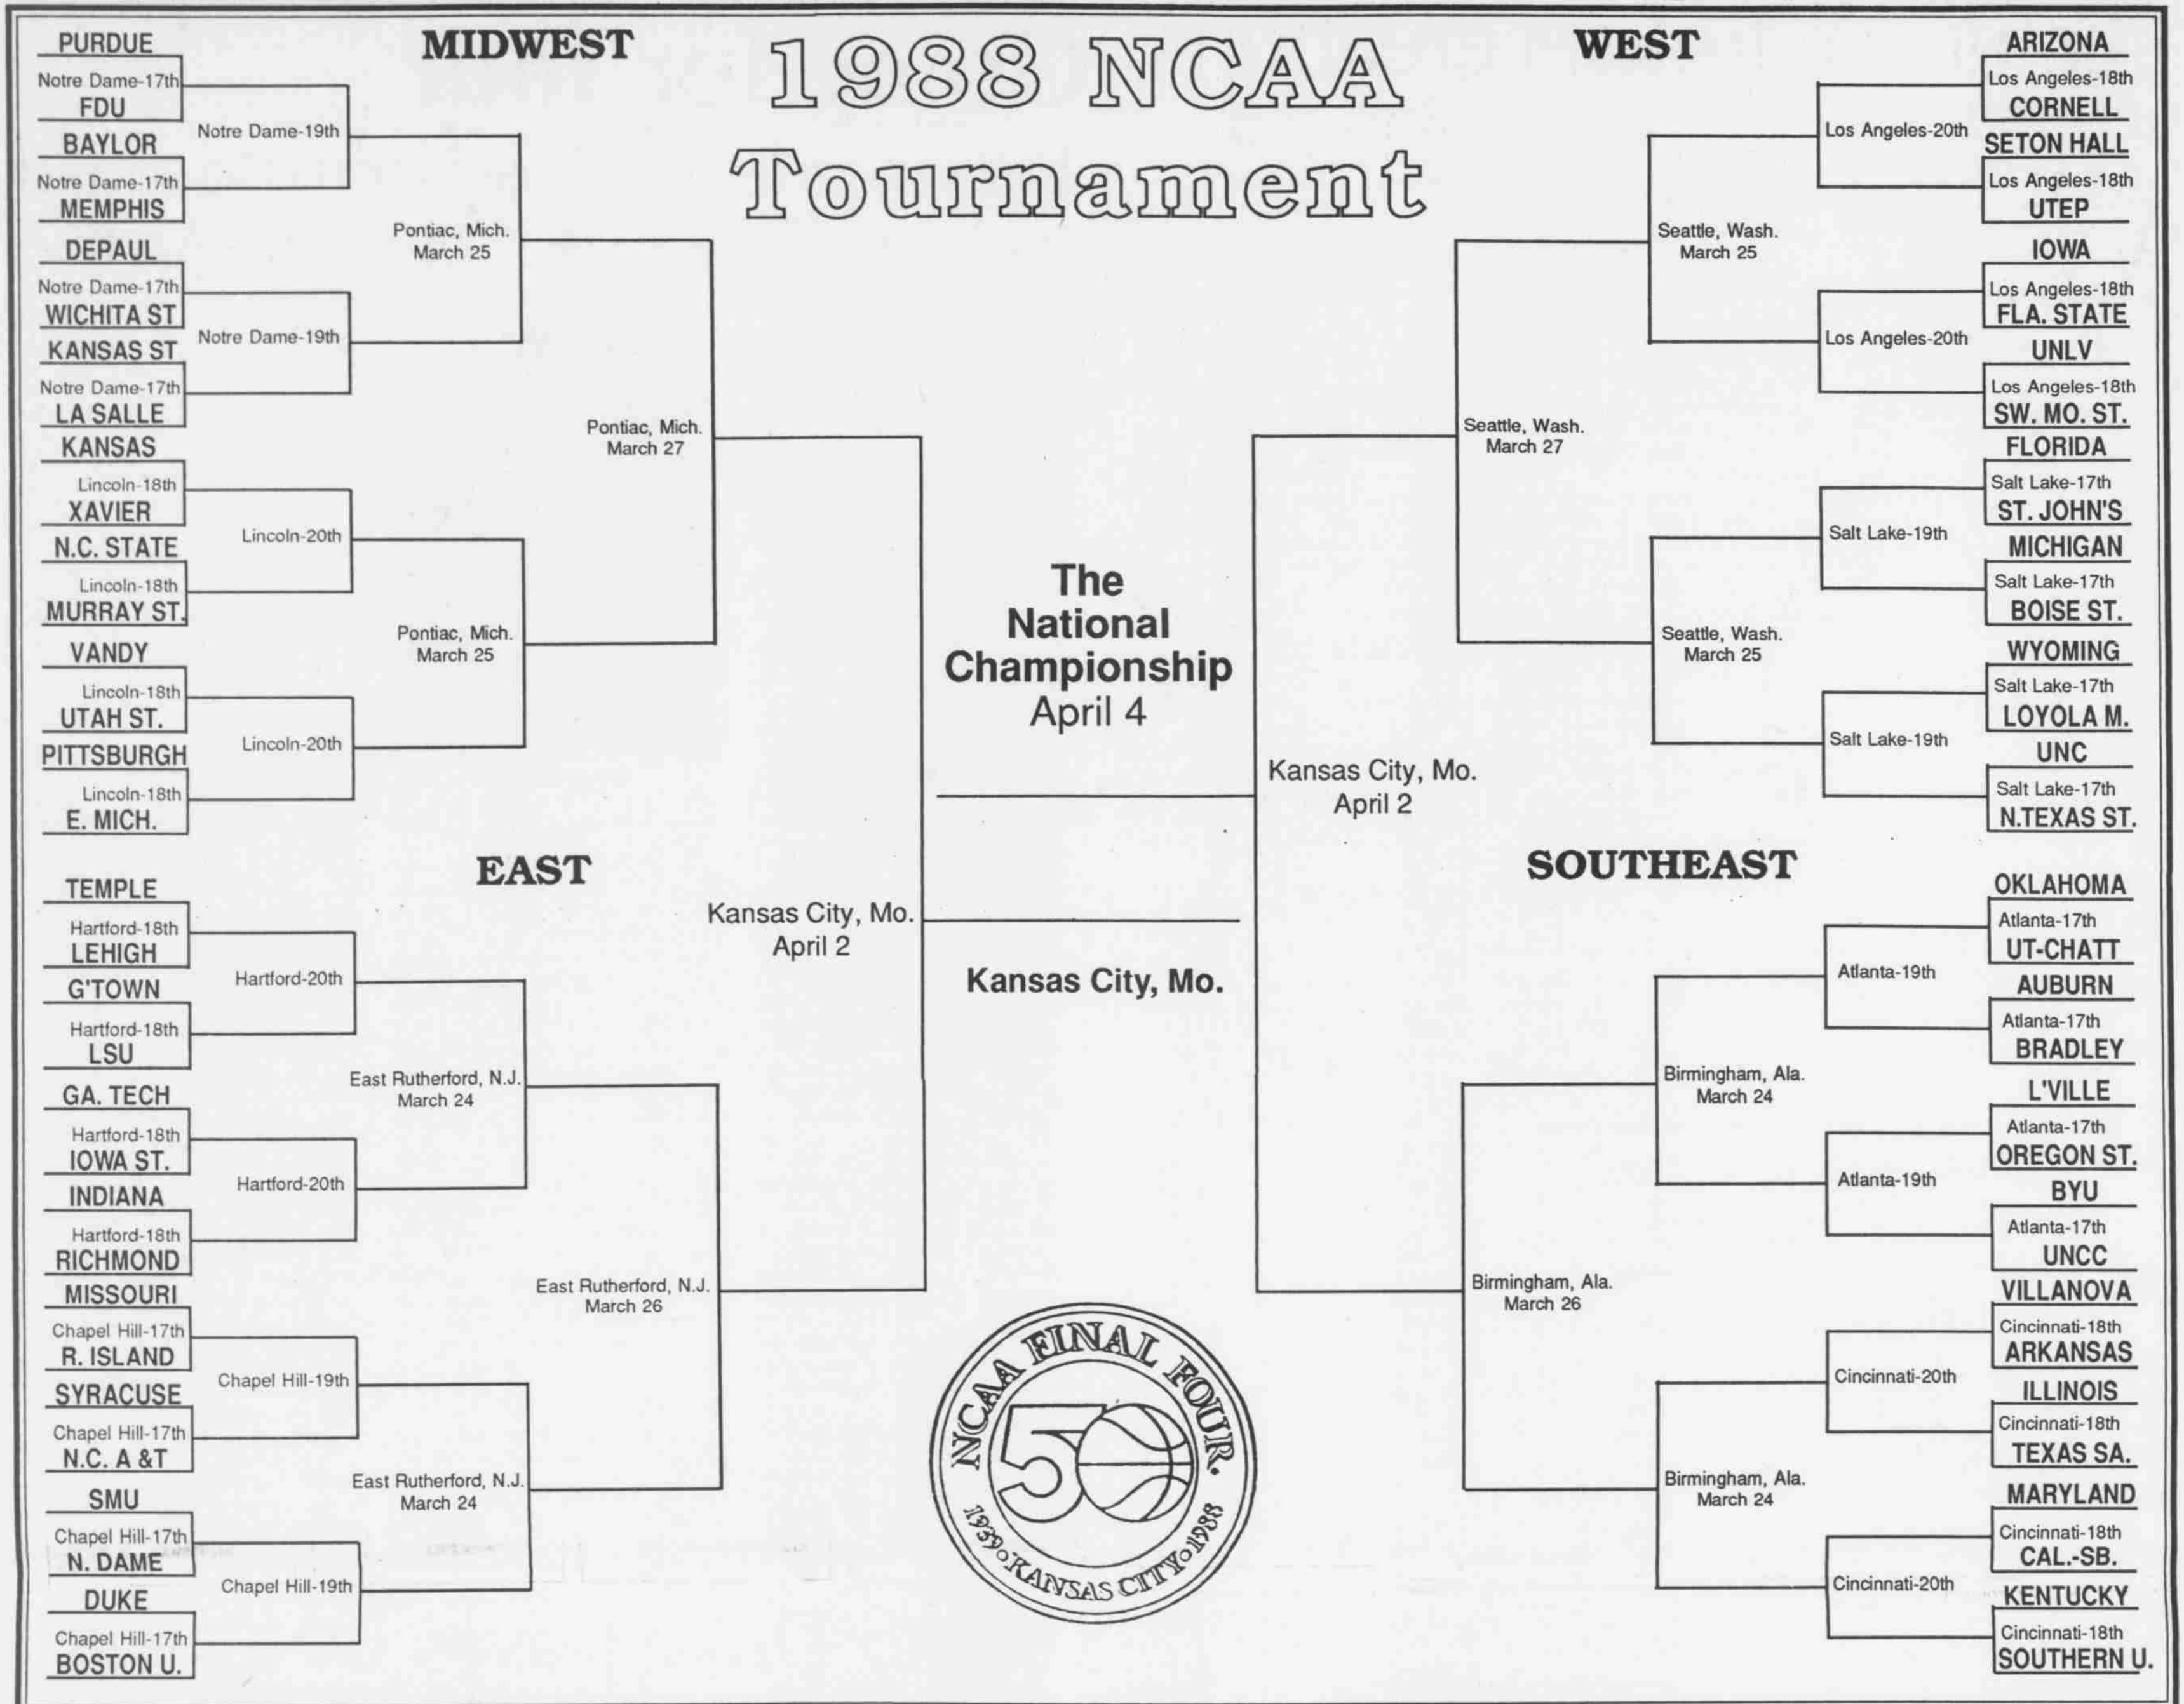 1988 NCAA
Tournament
MIDWEST
PURDUE
Notre Dame-17th
FDU
Notre Dame-19th
BAYLOR
Notre Dame-17th
MEMPHIS
Pontiac, Mich.
March 25
DEPAUL
Notre Dame-17th
WICHITA ST
Notre Dame-19th
KANSAS ST
Notre Dame-17th
LA SALLE
Pontiac, Mich.
March 27
KANSAS
Lincoln-18th
XAVIER
Lincoln-20th
N.C. STATE
Lincoln-18th
MURRAY ST.
Pontiac, Mich.
March 25
VANDY
Lincoln-18th
UTAH ST.
Lincoln-20th
PITTSBURGH
Lincoln-18th
E. MICH.
EAST
TEMPLE
Hartford-18th
LEHIGH
Hartford-20th
G'TOWN
Hartford-18th
LSU
East Rutherford, N.J.
March 24
GA. TECH
Hartford-18th
IOWA ST.
Hartford-20th
INDIANA
Hartford-18th
RICHMOND
East Rutherford, N.J.
March 26
MISSOURI
Chapel Hill-17th
R. ISLAND
Chapel Hill-19th
SYRACUSE
Chapel Hill-17th
N.C. A &T
East Rutherford, N.J.
March 24
SMU
Chapel Hill-17th
N. DAME
Chapel Hill-19th
DUKE
Chapel Hill-17th
BOSTON U.
Kansas City, Mo.
April 2
The
National
Championship
April 4
Kansas City, Mo.
Kansas City, Mo.
April 2
NCAA FINAL FOUR.
50
1939 KANSAS CITY 1988
WEST
ARIZONA
Los Angeles-18th
CORNELL
Los Angeles-20th
SETON HALL
Los Angeles-18th
UTEP
Seattle, Wash.
March 25
IOWA
Los Angeles-18th
FLA. STATE
Los Angeles-20th
UNLV
Los Angeles-18th
SW. MO. ST.
Seattle, Wash.
March 27
FLORIDA
Salt Lake-17th
ST. JOHN'S
Salt Lake-19th
MICHIGAN
Salt Lake-17th
BOISE ST.
Seattle, Wash.
March 25
WYOMING
Salt Lake-17th
LOYOLA M.
Salt Lake-19th
UNC
Salt Lake-17th
N.TEXAS ST.
SOUTHEAST
OKLAHOMA
Atlanta-17th
UT-CHATT
Atlanta-19th
AUBURN
Atlanta-17th
BRADLEY
Birmingham, Ala.
March 24
L'VILLE
Atlanta-17th
OREGON ST.
Atlanta-19th
BYU
Atlanta-17th
UNCC
Birmingham, Ala.
March 26
VILLANOVA
Cincinnati-18th
ARKANSAS
Cincinnati-20th
ILLINOIS
Cincinnati-18th
TEXAS SA.
Birmingham, Ala.
March 24
MARYLAND
Cincinnati-18th
CAL.-SB.
Cincinnati-20th
KENTUCKY
Cincinnati-18th
SOUTHERN U.